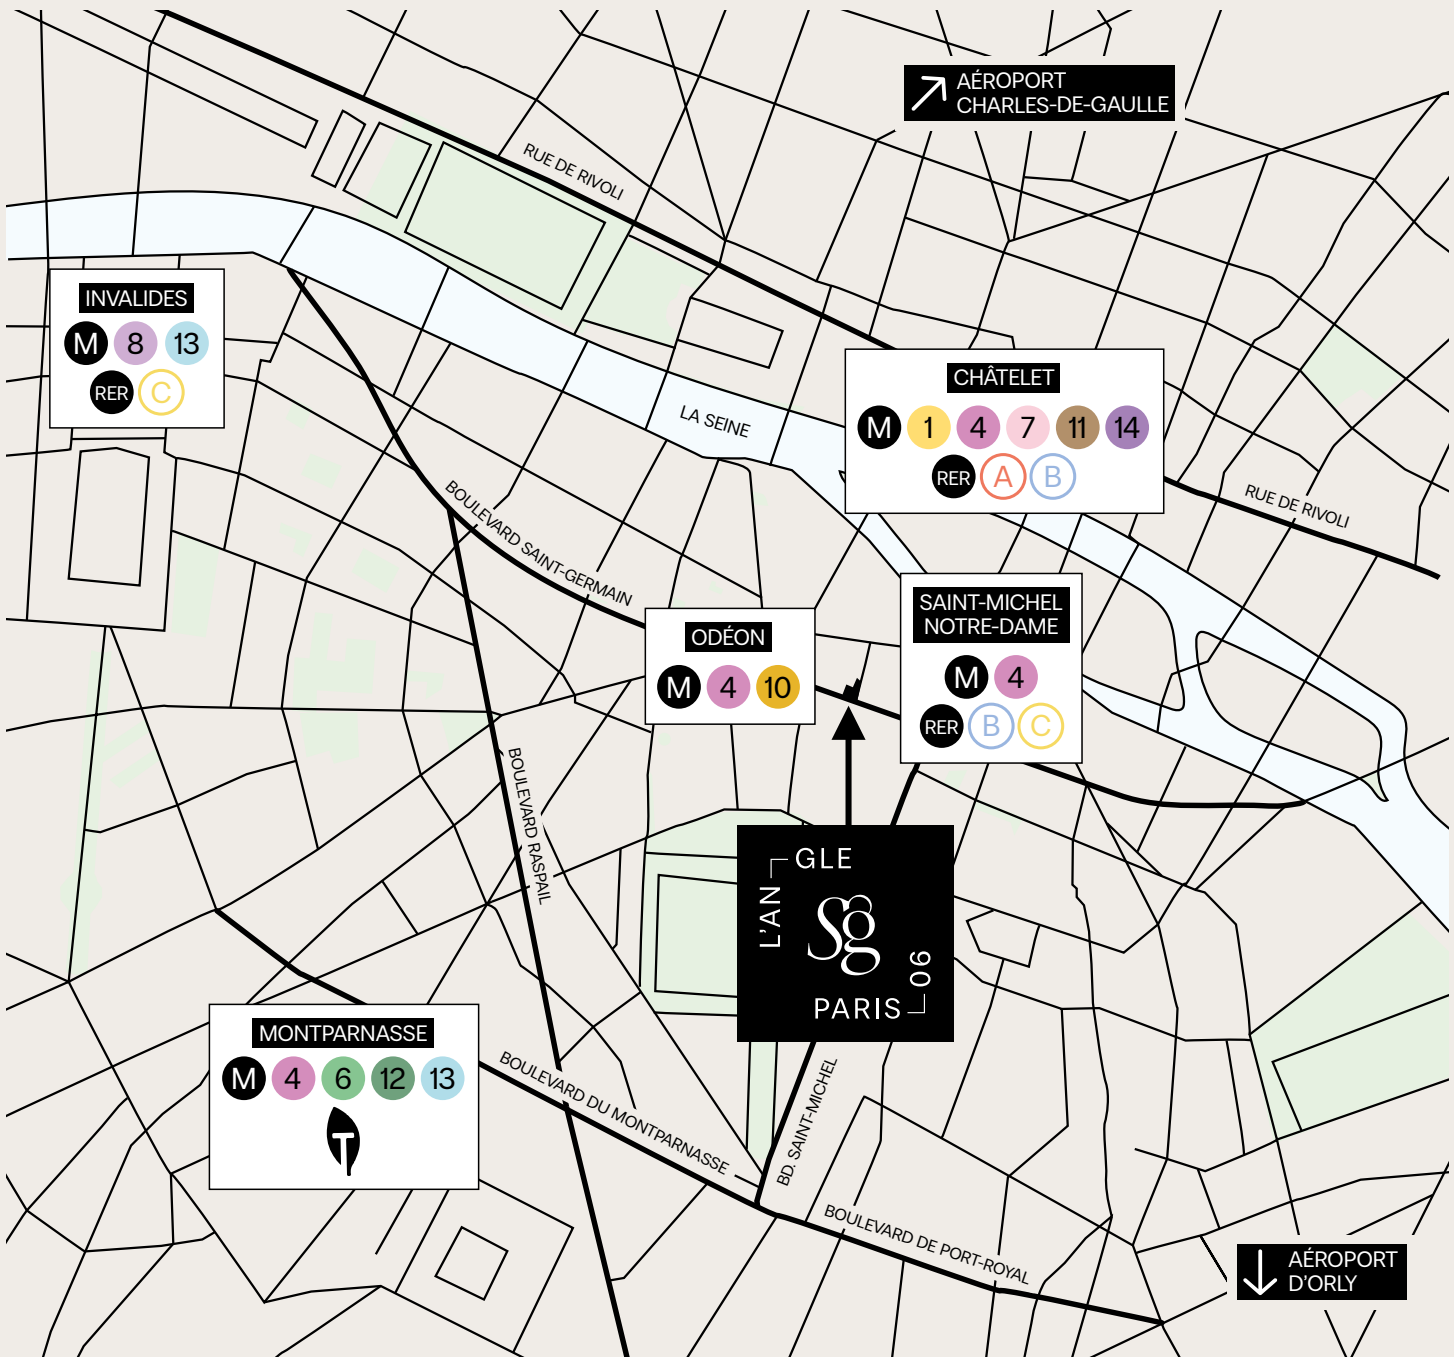 AÉROPORT
CHARLES-DE-GAULLE
RUE DE RIVOLI
INVALIDES
M 8 13
RER C
LA SEINE
CHÂTELET
M 1 4 7 11 14
RER A B
RUE DE RIVOLI
BOULEVARD SAINT-GERMAIN
ODÉON
M 4 10
SAINT-MICHEL
NOTRE-DAME
M 4
RER B C
BOULEVARD RASPAIL
L'AN GLE
Sg
PARIS 06
MONTPARNASSE
M 4 6 12 13
T
BOULEVARD DU MONTPARNASSE
BD. SAINT-MICHEL
BOULEVARD DE PORT-ROYAL
AÉROPORT
D'ORLY